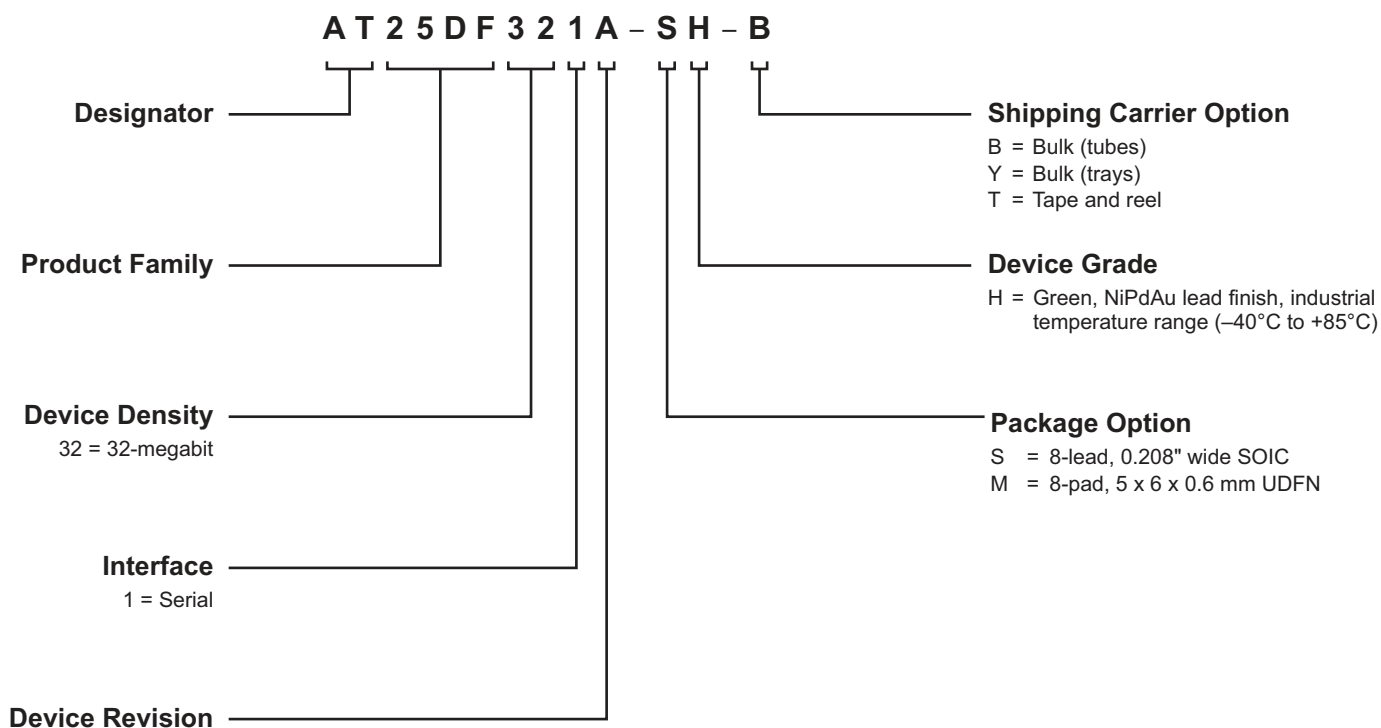 A T 2 5 D F 3 2 1 A – S H – B
Designator
Product Family
Device Density
32 = 32-megabit
Interface
1 = Serial
Device Revision
Shipping Carrier Option
B = Bulk (tubes)
Y = Bulk (trays)
T = Tape and reel
Device Grade
H = Green, NiPdAu lead finish, industrial
temperature range (–40°C to +85°C)
Package Option
S = 8-lead, 0.208" wide SOIC
M = 8-pad, 5 x 6 x 0.6 mm UDFN